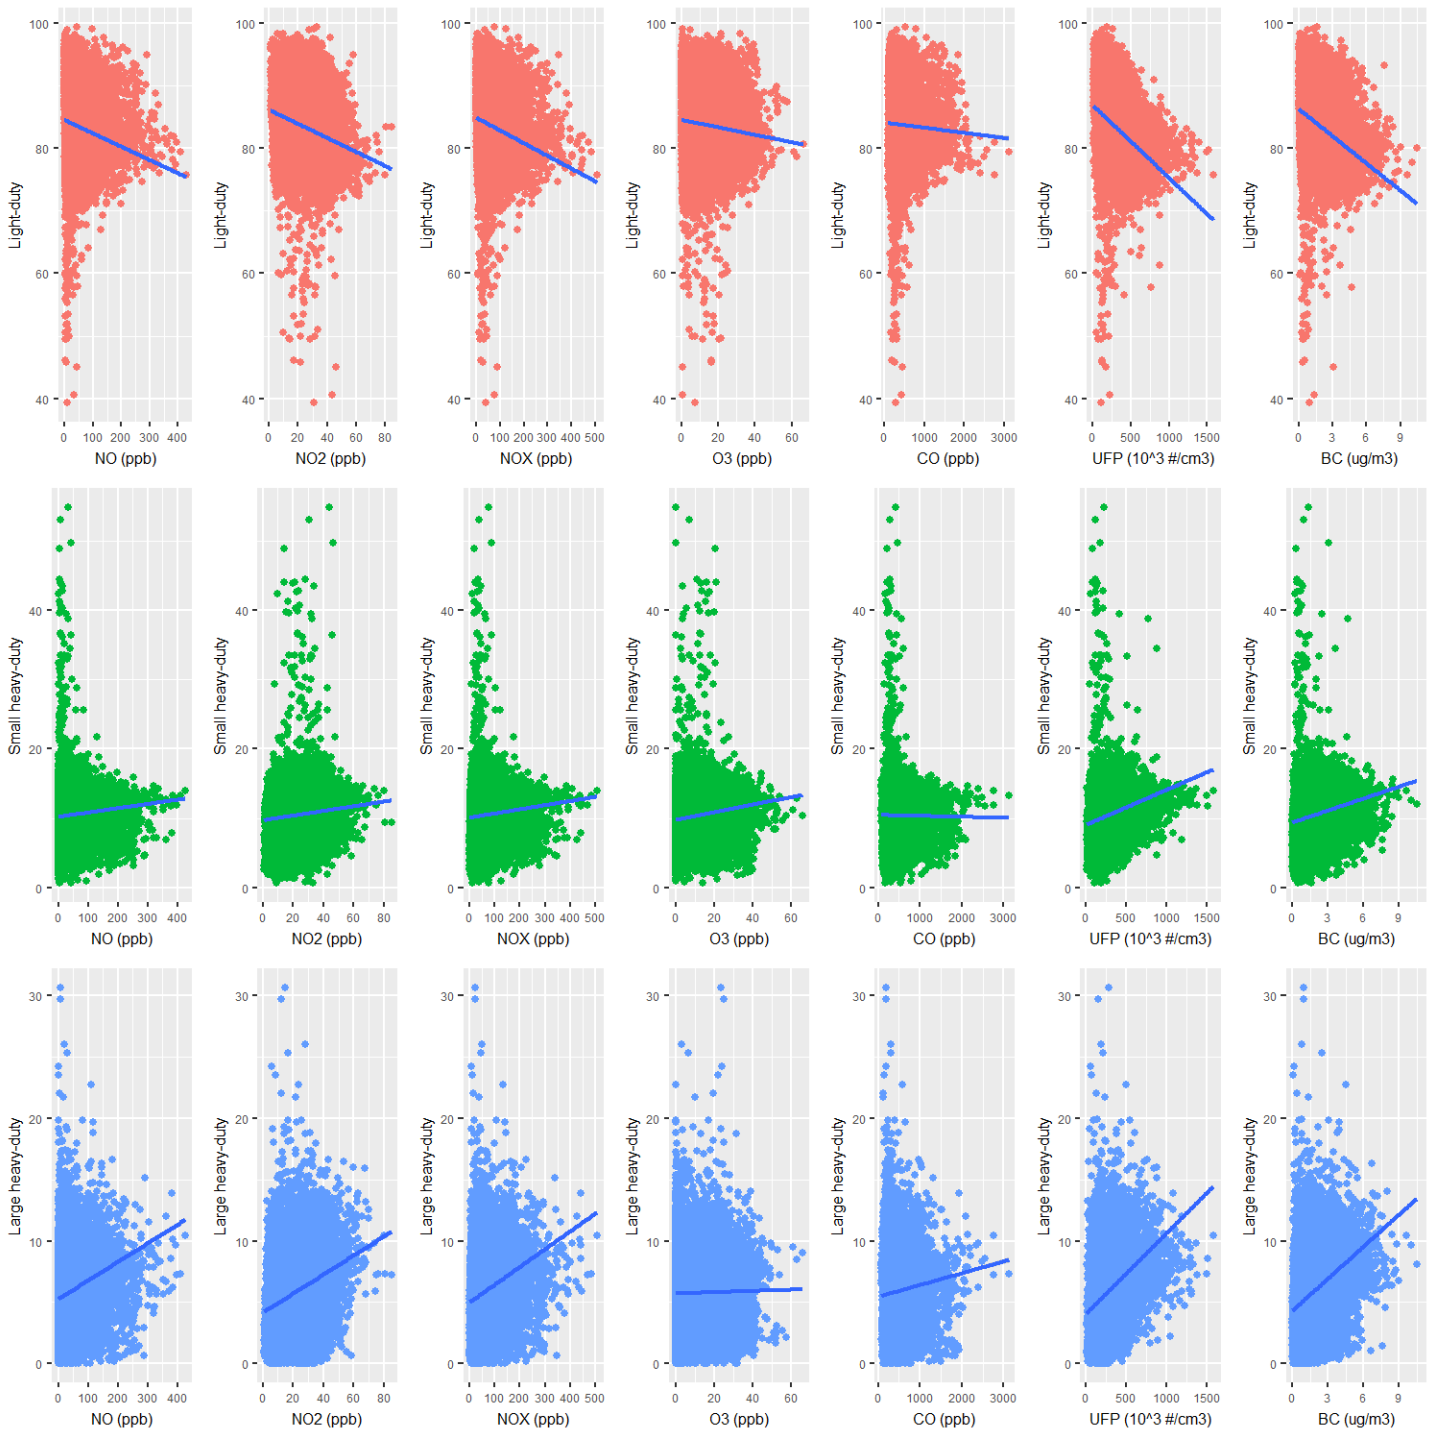 100
80
60
40
Light-duty
0 100 200 300 400
NO (ppb)
100
80
60
40
Light-duty
0 20 40 60 80
NO2 (ppb)
100
80
60
40
Light-duty
0 100 200 300 400 500
NOX (ppb)
100
80
60
40
Light-duty
0 20 40 60
O3 (ppb)
100
80
60
40
Light-duty
0 1000 2000 3000
CO (ppb)
100
80
60
40
Light-duty
0 500 1000 1500
UFP (10^3 #/cm3)
100
80
60
40
Light-duty
0 3 6 9
BC (ug/m3)
40
20
0
Small heavy-duty
0 100 200 300 400
NO (ppb)
40
20
0
Small heavy-duty
0 20 40 60 80
NO2 (ppb)
40
20
0
Small heavy-duty
0 100 200 300 400 500
NOX (ppb)
40
20
0
Small heavy-duty
0 20 40 60
O3 (ppb)
40
20
0
Small heavy-duty
0 1000 2000 3000
CO (ppb)
40
20
0
Small heavy-duty
0 500 1000 1500
UFP (10^3 #/cm3)
40
20
0
Small heavy-duty
0 3 6 9
BC (ug/m3)
30
20
10
0
Large heavy-duty
0 100 200 300 400
NO (ppb)
30
20
10
0
Large heavy-duty
0 20 40 60 80
NO2 (ppb)
30
20
10
0
Large heavy-duty
0 100 200 300 400 500
NOX (ppb)
30
20
10
0
Large heavy-duty
0 20 40 60
O3 (ppb)
30
20
10
0
Large heavy-duty
0 1000 2000 3000
CO (ppb)
30
20
10
0
Large heavy-duty
0 500 1000 1500
UFP (10^3 #/cm3)
30
20
10
0
Large heavy-duty
0 3 6 9
BC (ug/m3)